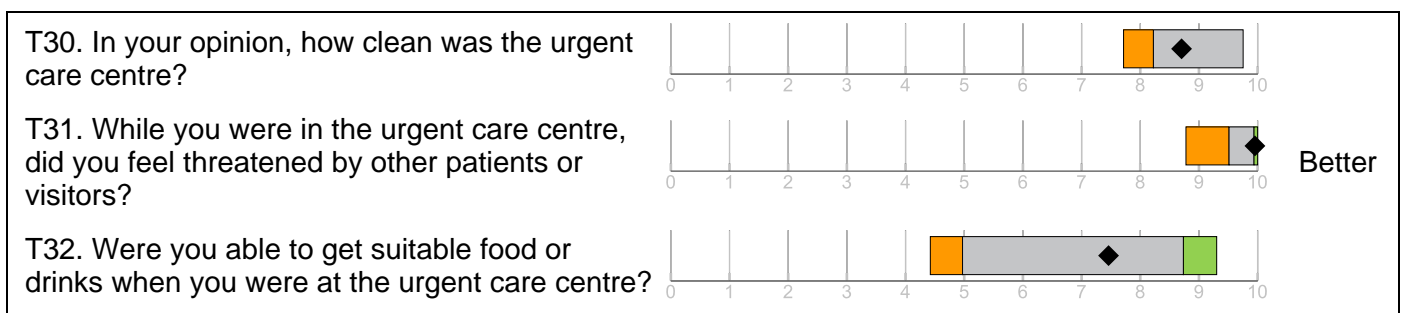 T30. In your opinion, how clean was the urgent
care centre?
0 1 2 3 4 5 6 7 8 9 10
T31. While you were in the urgent care centre,
did you feel threatened by other patients or
visitors?
0 1 2 3 4 5 6 7 8 9 10
Better
T32. Were you able to get suitable food or
drinks when you were at the urgent care centre?
0 1 2 3 4 5 6 7 8 9 10